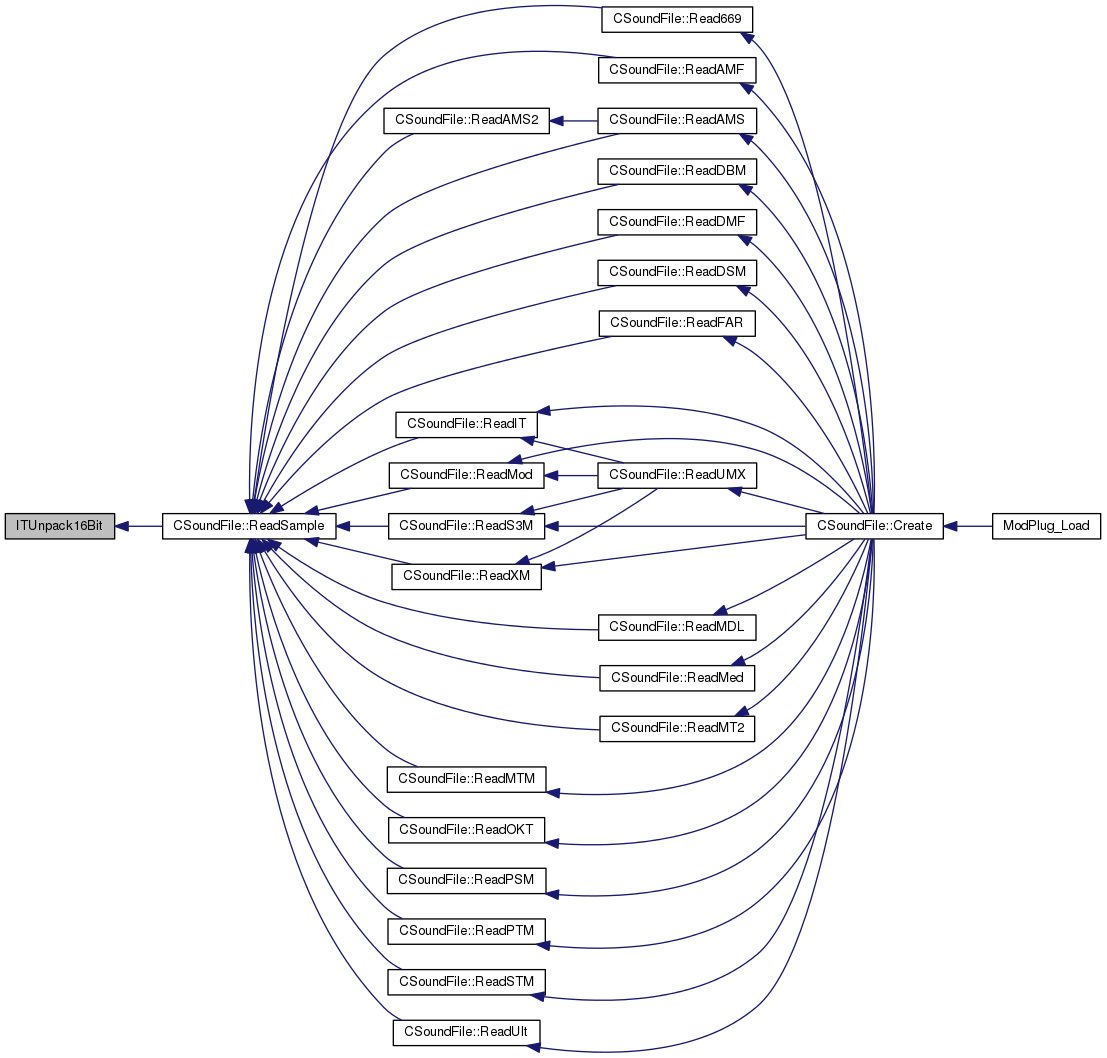 CSoundFile::Read669
CSoundFile::ReadAMF
CSoundFile::ReadAMS2
CSoundFile::ReadAMS
CSoundFile::ReadDBM
CSoundFile::ReadDMF
CSoundFile::ReadDSM
CSoundFile::ReadFAR
CSoundFile::ReadIT
CSoundFile::ReadMod
CSoundFile::ReadUMX
ITUnpack16Bit
CSoundFile::ReadSample
CSoundFile::ReadS3M
CSoundFile::Create
ModPlug_Load
CSoundFile::ReadXM
CSoundFile::ReadMDL
CSoundFile::ReadMed
CSoundFile::ReadMT2
CSoundFile::ReadMTM
CSoundFile::ReadOKT
CSoundFile::ReadPSM
CSoundFile::ReadPTM
CSoundFile::ReadSTM
CSoundFile::ReadUlt